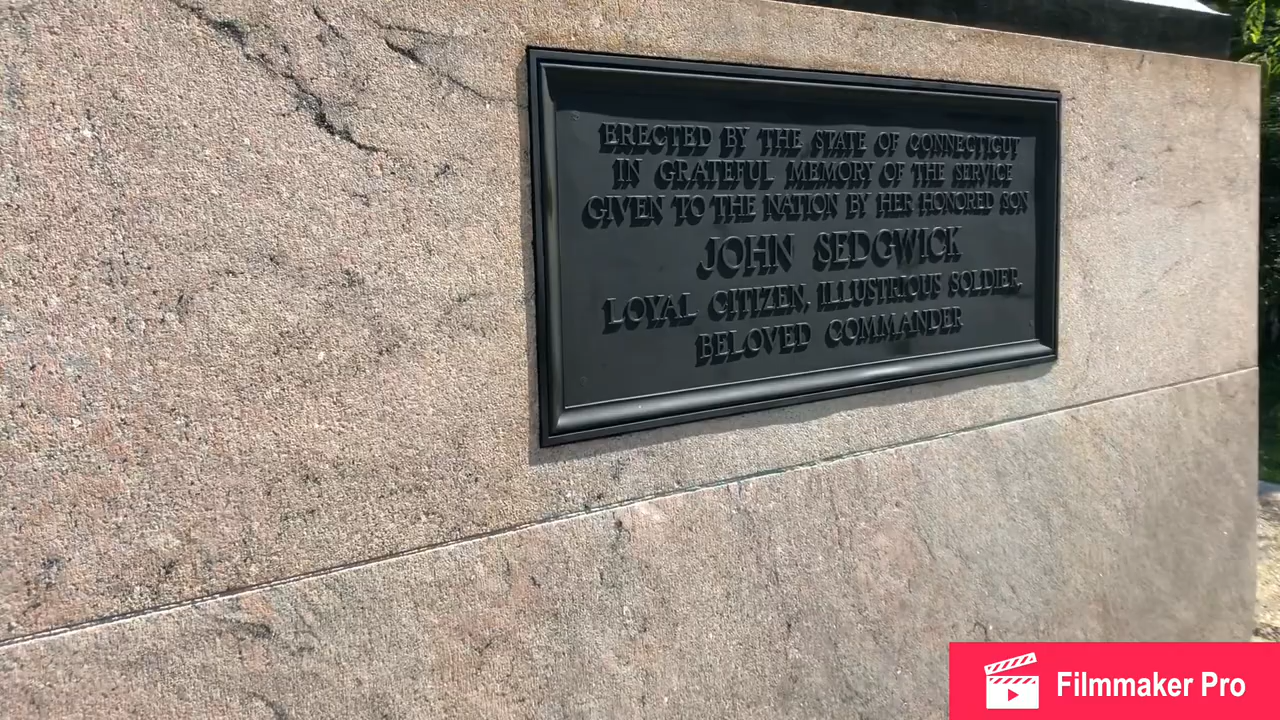 ERECTED BY THE STATE OF CONNECTICUT
IN GRATEFUL MEMORY OF THE SERVICE
GIVEN TO THE NATION BY HER HONORED SON
JOHN SEDGWICK
LOYAL CITIZEN, ILLUSTRIOUS SOLDIER,
BELOVED COMMANDER
Filmmaker Pro